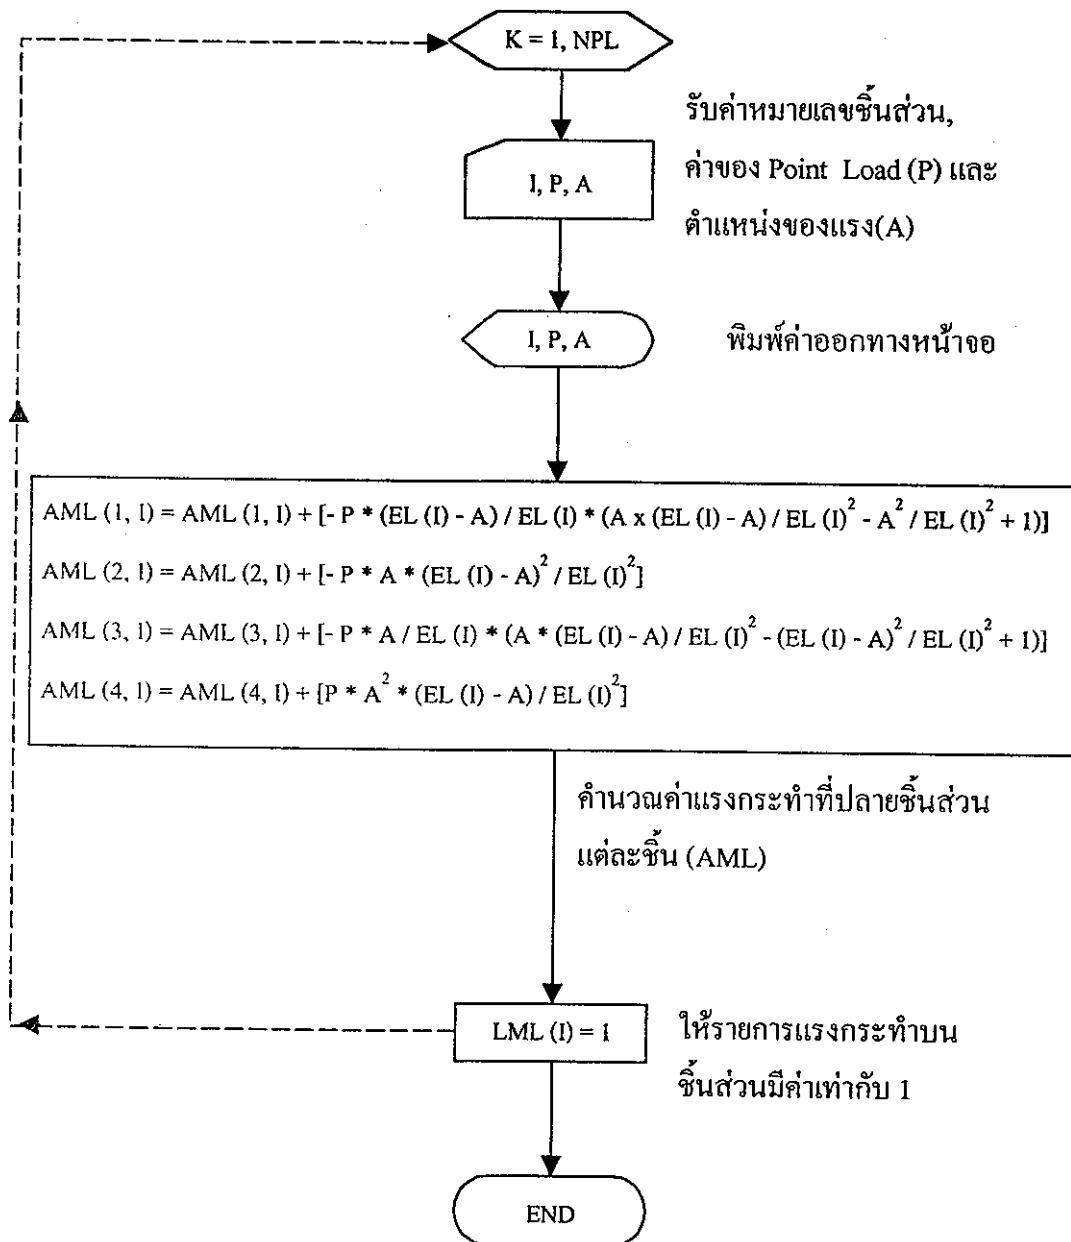 K = 1, NPL
รับค่าหมายเลขชิ้นส่วน,
ค่าของ Point Load (P) และ
ตำแหน่งของแรง(A)
I, P, A
I, P, A
พิมพ์ค่าออกทางหน้าจอ
AML (1, I) = AML (1, I) + [- P * (EL (I) - A) / EL (I) * (A x (EL (I) - A) / EL (I)² - A² / EL (I)² + 1)]
AML (2, I) = AML (2, I) + [- P * A * (EL (I) - A)² / EL (I)²]
AML (3, I) = AML (3, I) + [- P * A / EL (I) * (A * (EL (I) - A) / EL (I)² - (EL (I) - A)² / EL (I)² + 1)]
AML (4, I) = AML (4, I) + [P * A² * (EL (I) - A) / EL (I)²]
คำนวณค่าแรงกระทำที่ปลายชิ้นส่วน
แต่ละชิ้น (AML)
LML (I) = 1
ให้รายการแรงกระทำบน
ชิ้นส่วนมีค่าเท่ากับ 1
END